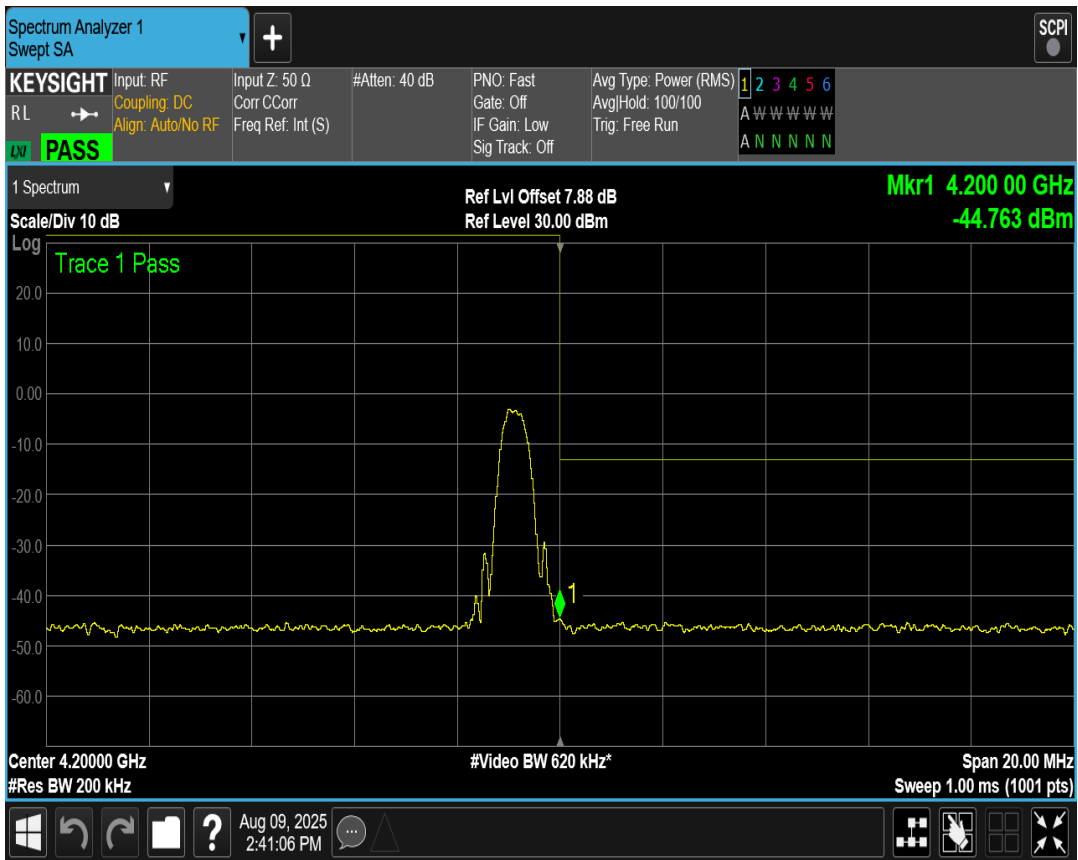 Spectrum Analyzer 1
Swept SA
+
SCPI
KEYSIGHT
RL
LXI PASS
Input: RF
Coupling: DC
Align: Auto/No RF
Input Z: 50 Ω
Corr CCorr
Freq Ref: Int (S)
#Atten: 40 dB
PNO: Fast
Gate: Off
IF Gain: Low
Sig Track: Off
Avg Type: Power (RMS)
Avg|Hold: 100/100
Trig: Free Run
1 2 3 4 5 6
A W W W W W
A N N N N N
1 Spectrum
Scale/Div 10 dB
Ref Lvl Offset 7.88 dB
Ref Level 30.00 dBm
Mkr1 4.200 00 GHz
-44.763 dBm
Log
Trace 1 Pass
20.0
10.0
0.00
-10.0
-20.0
-30.0
-40.0
-50.0
-60.0
1
Center 4.20000 GHz
#Res BW 200 kHz
#Video BW 620 kHz*
Span 20.00 MHz
Sweep 1.00 ms (1001 pts)
?
Aug 09, 2025
2:41:06 PM